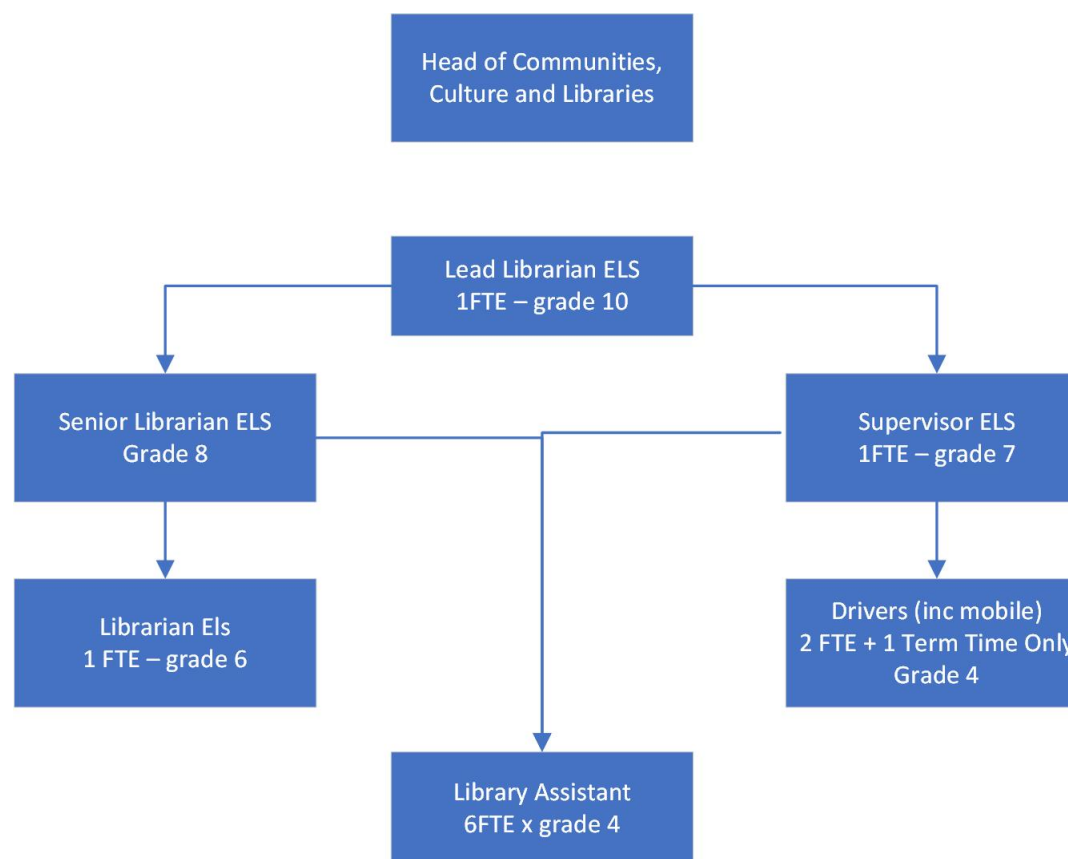 Head of Communities,
Culture and Libraries
Lead Librarian ELS
1FTE – grade 10
Senior Librarian ELS
Grade 8
Supervisor ELS
1FTE – grade 7
Librarian Els
1 FTE – grade 6
Drivers (inc mobile)
2 FTE + 1 Term Time Only
Grade 4
Library Assistant
6FTE x grade 4